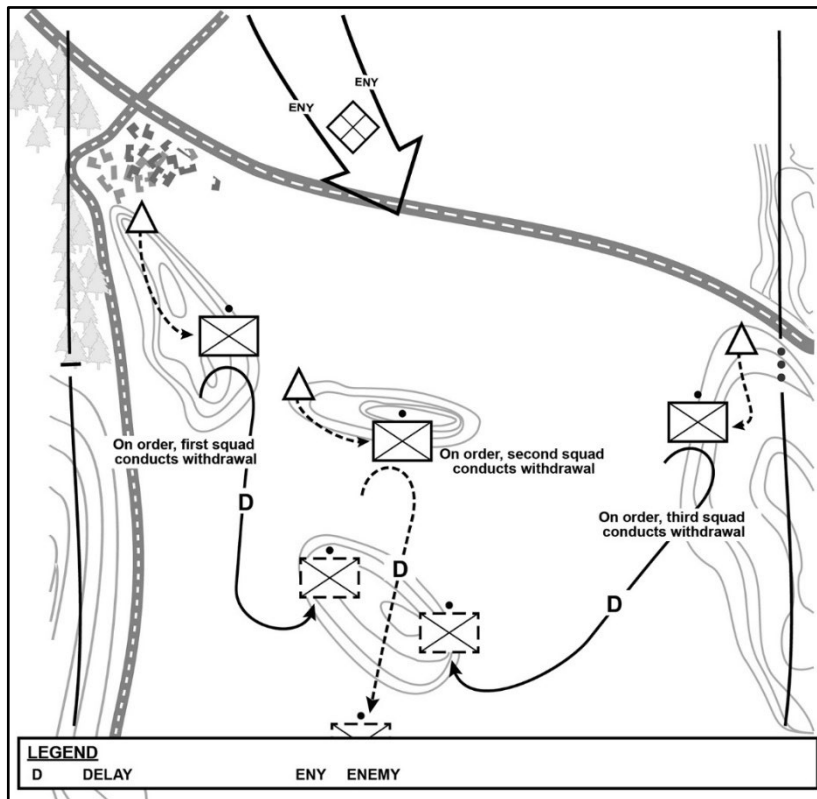 ENY
ENY
On order, first squad
conducts withdrawal
On order, second squad
conducts withdrawal
On order, third squad
conducts withdrawal
D
D
D
LEGEND
D DELAY ENY ENEMY